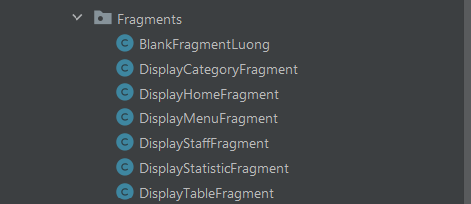 Fragments
BlankFragmentLuong
DisplayCategoryFragment
DisplayHomeFragment
DisplayMenuFragment
DisplayStaffFragment
DisplayStatisticFragment
DisplayTableFragment